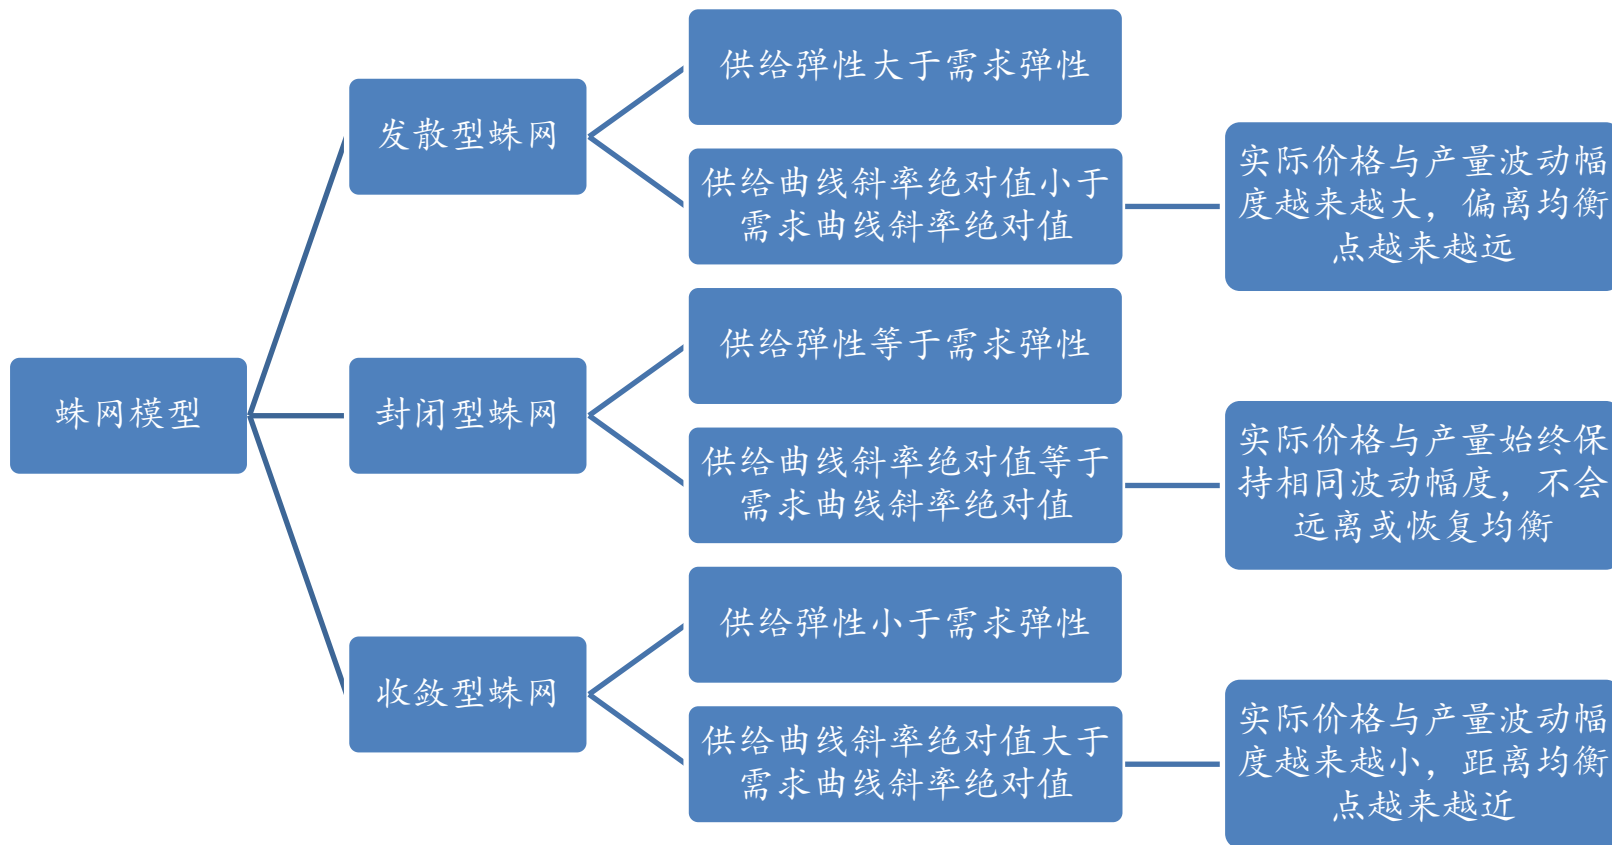 蛛网模型
发散型蛛网
供给弹性大于需求弹性
供给曲线斜率绝对值小于
需求曲线斜率绝对值
实际价格与产量波动幅
度越来越大，偏离均衡
点越来越远
封闭型蛛网
供给弹性等于需求弹性
供给曲线斜率绝对值等于
需求曲线斜率绝对值
实际价格与产量始终保
持相同波动幅度，不会
远离或恢复均衡
收敛型蛛网
供给弹性小于需求弹性
供给曲线斜率绝对值大于
需求曲线斜率绝对值
实际价格与产量波动幅
度越来越小，距离均衡
点越来越近